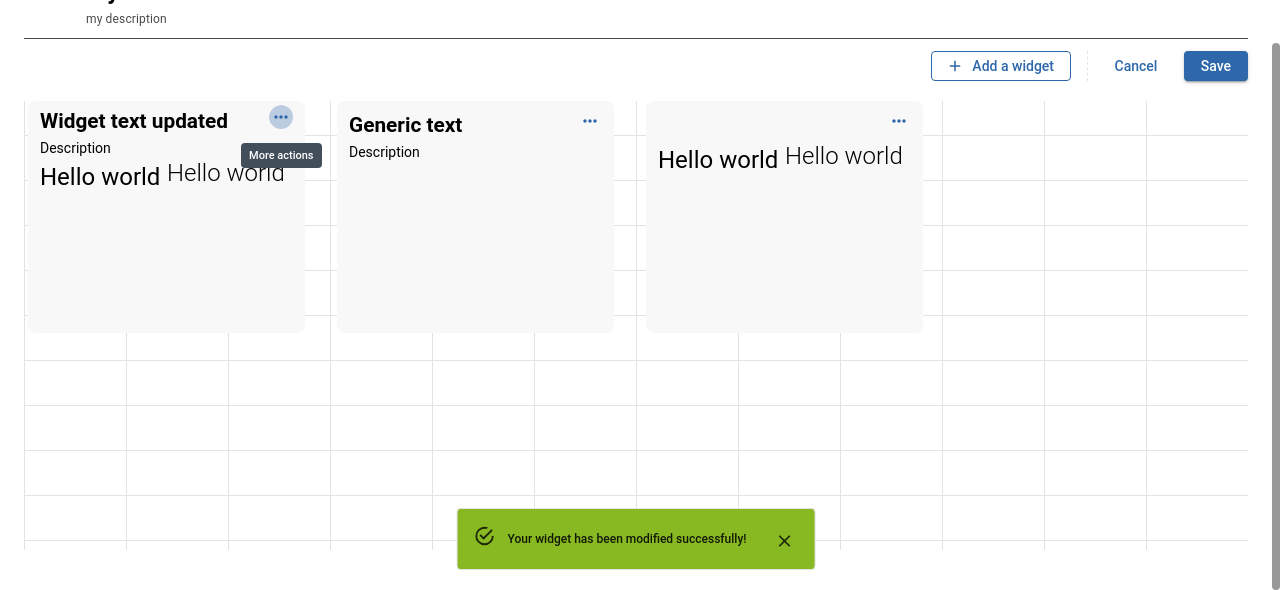 my description
Add a widget
Cancel
Save
Widget text updated
Description
More actions
Hello world Hello world
Generic text
Description
Hello world Hello world
Your widget has been modified successfully!